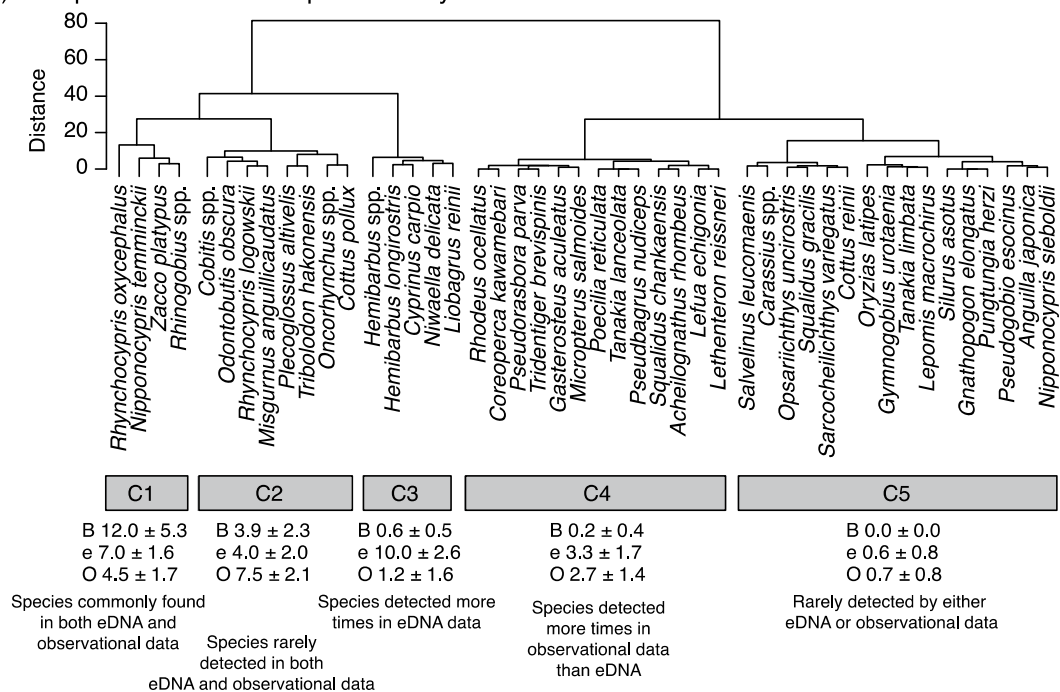 80
60
40
20
0
Distance
Rhynchocypris oxycephalus
Nipponocypris temminckii
Zacco platypus
Rhinogobius spp.
Cobitis spp.
Odontobutis obscura
Rhynchocypris logowskii
Misgurnus anguilicaudatus
Plecoglossus altivelis
Tribolodon hakonensis
Oncorhynchus spp.
Cottus pollux
Hemibarbus spp.
Hemibarbus longirostris
Cyprinus carpio
Niwaella delicata
Liobagrus reinii
Rhodeus ocellatus
Coreoperca kawamebari
Pseudorasbora parva
Tridentiger brevispinis
Gasterosteus aculeatus
Micropterus salmoides
Poecilia reticulata
Tanakia lanceolata
Pseudbagrus nudiceps
Squalidus chankaensis
Acheilognathus rhombeus
Lefua echigonia
Lethenteron reissneri
Salvelinus leucomaenis
Carassius spp.
Opsariichthys uncirostris
Squalidus gracilis
Sarcocheilichthys variegatus
Cottus reinii
Oryzias latipes
Gymnogobius urotaenia
Tanakia limbata
Lepomis macrochirus
Silurus asotus
Gnathopogon elongatus
Pungtungia herzi
Pseudogobio esocinus
Anguilla japonica
Nipponocypris sieboldii
C1
C2
C3
C4
C5
B 12.0 ± 5.3
e 7.0 ± 1.6
O 4.5 ± 1.7
Species commonly found
in both eDNA and
observational data
B 3.9 ± 2.3
e 4.0 ± 2.0
O 7.5 ± 2.1
Species rarely
detected in both
eDNA and observational data
B 0.6 ± 0.5
e 10.0 ± 2.6
O 1.2 ± 1.6
Species detected more
times in eDNA data
B 0.2 ± 0.4
e 3.3 ± 1.7
O 2.7 ± 1.4
Species detected
more times in
observational data
than eDNA
B 0.0 ± 0.0
e 0.6 ± 0.8
O 0.7 ± 0.8
Rarely detected by either
eDNA or observational data